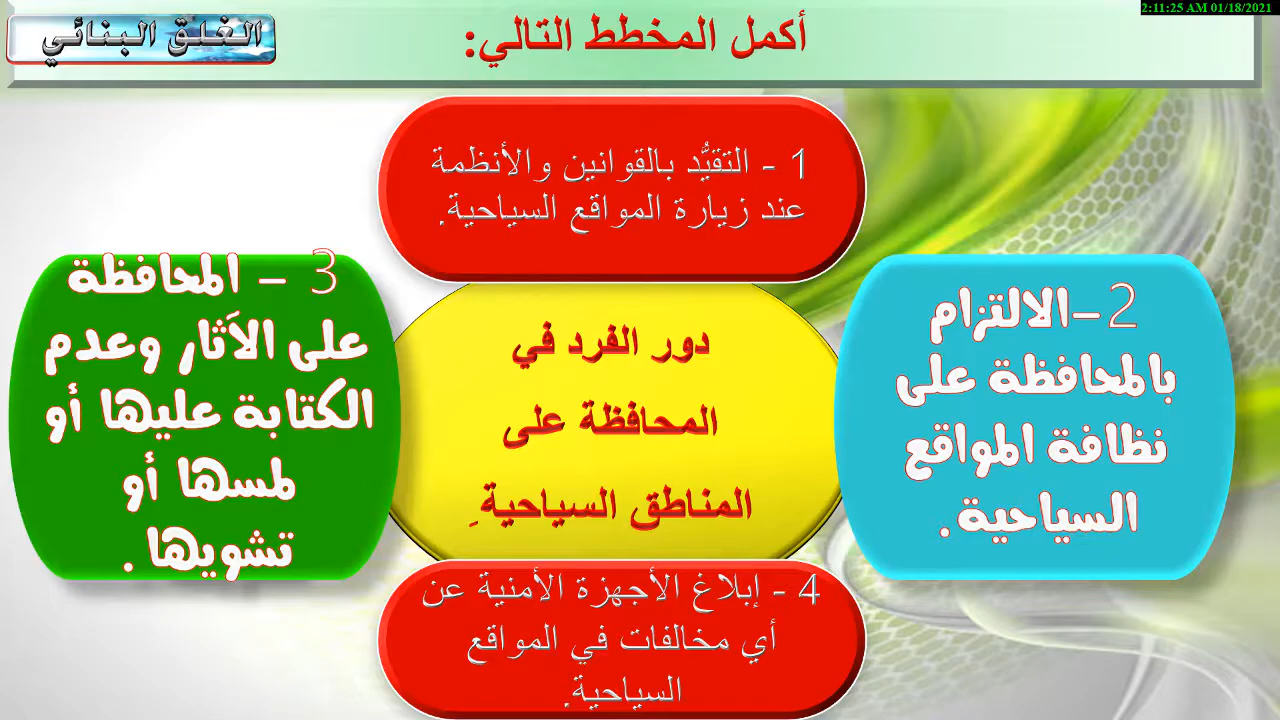 2:11:25 AM 01/18/2021
الغلق البنائي
أكمل المخطط التالي:
1 - التقيُّد بالقوانين والأنظمة
عند زيارة المواقع السياحية.
دور الفرد في
المحافظة على
المناطق السياحية.
2-الالتزام
بالمحافظة على
نظافة المواقع
السياحية.
3 - المحافظة
على الآثار وعدم
الكتابة عليها أو
لمسها أو
تشويها .
4 - إبلاغ الأجهزة الأمنية عن
أي مخالفات في المواقع
السياحية.